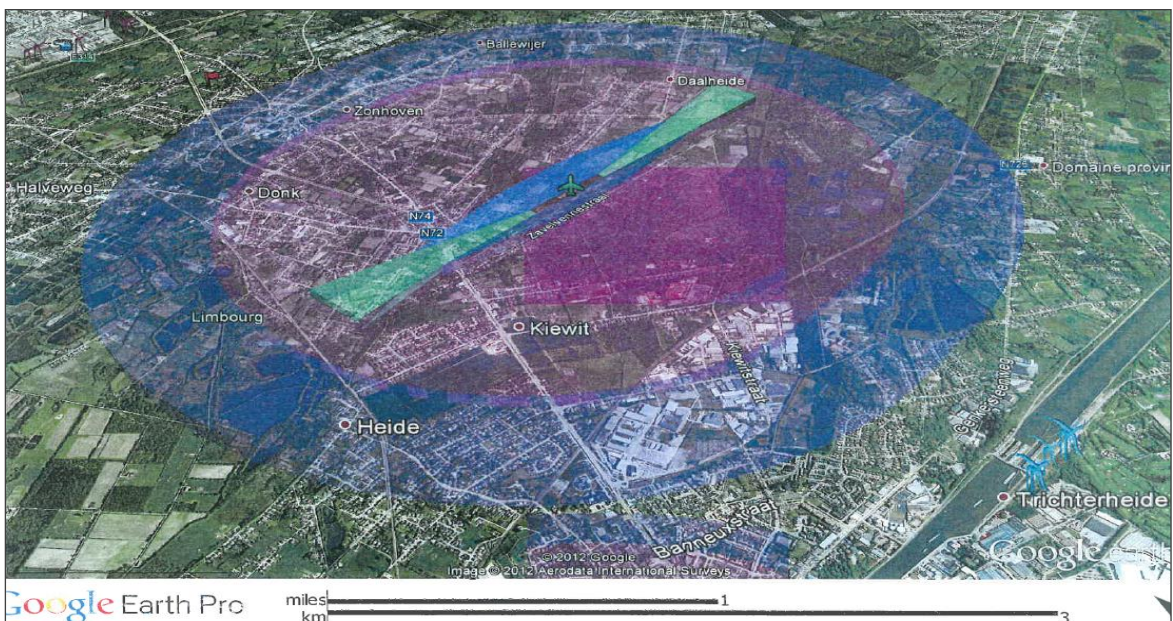 Ballewijer
Daalheide
Zonhoven
Halveweg
Donk
Domaine provin
N74
N72
Kiewit
Limbourg
Kiewitstraat
Heide
Trichterheide
Banneuxstraat
© 2012 Google
Image © 2012 Aerodata International Surveys
Google earth
Google Earth Pro
miles 1
km 3